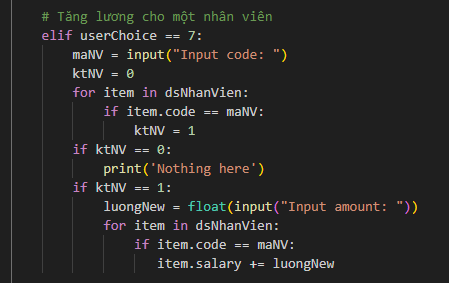 # Tăng lương cho một nhân viên
elif userChoice == 7:
    maNV = input("Input code: ")
    ktNV = 0
    for item in dsNhanVien:
        if item.code == maNV:
            ktNV = 1
    if ktNV == 0:
        print('Nothing here')
    if ktNV == 1:
        luongNew = float(input("Input amount: "))
        for item in dsNhanVien:
            if item.code == maNV:
                item.salary += luongNew